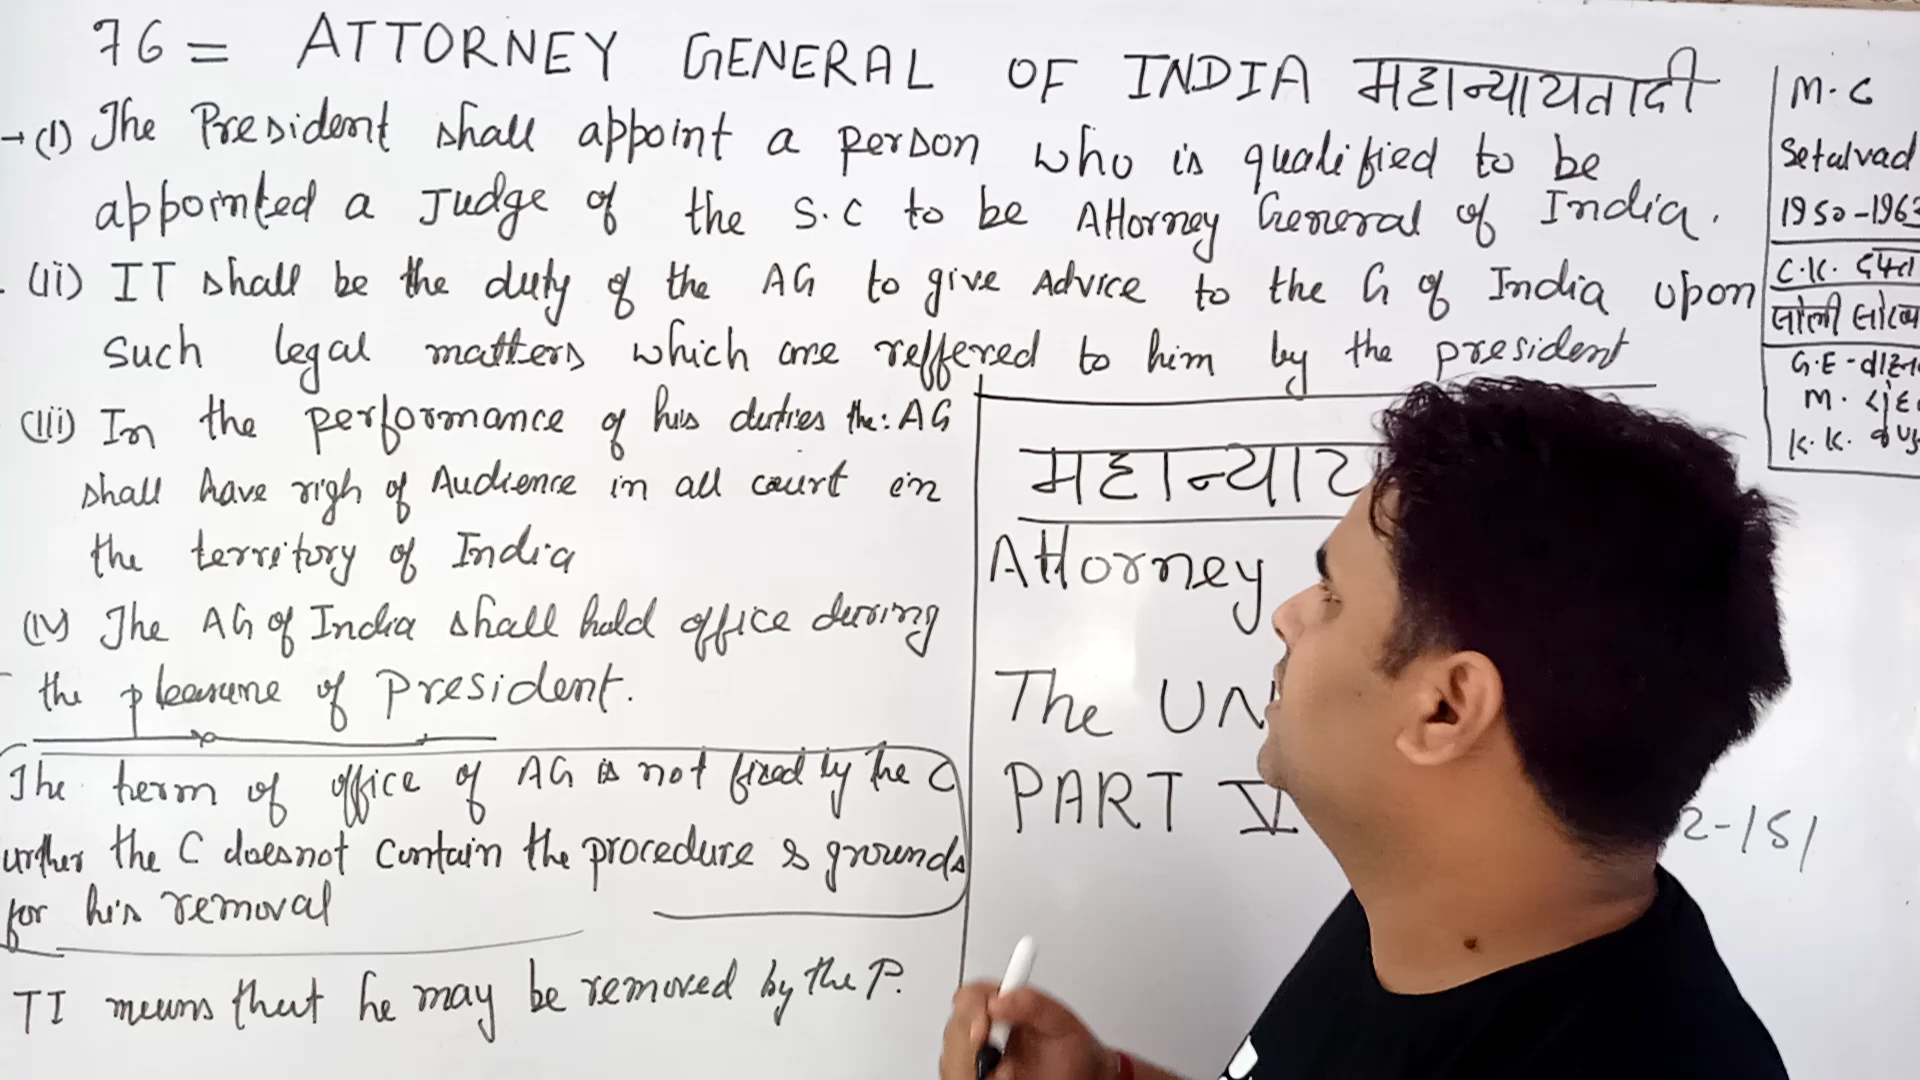 76 = ATTORNEY GENERAL OF INDIA महान्यायतादी
(I) The President shall appoint a person who is qualified to be
appointed a Judge of the S.C to be Attorney General of India.
(ii) IT shall be the duty of the AG to give Advice to the G of India upon
such legal matters which are reffered to him by the president
(iii) In the performance of his duties the: AG
shall have righ of Audience in all court in
the territory of India
(IV) The AG of India shall hold office during
the pleasure of President.
The term of office of AG is not fixed by the C
urther the C doesnot contain the procedure & grounds
for his removal
TI means that he may be removed by the P.
महान्याय
Attorney
The UN
PART V
2-151
M.C
Setalvad
1950-1963
C.K.
G.E -
M.
K.K.